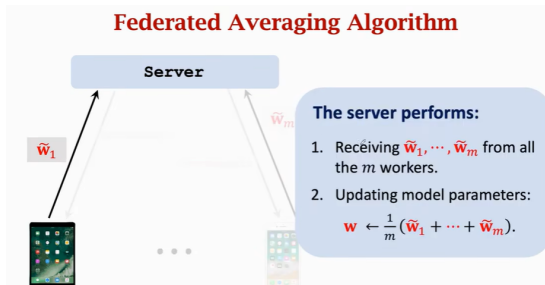 Federated Averaging Algorithm
Server
w̃₁
w̃ₘ
The server performs:
1. Receiving w̃₁, ⋯, w̃ₘ from all
the m workers.
2. Updating model parameters:
w ← 1/m (w̃₁ + ⋯ + w̃ₘ).